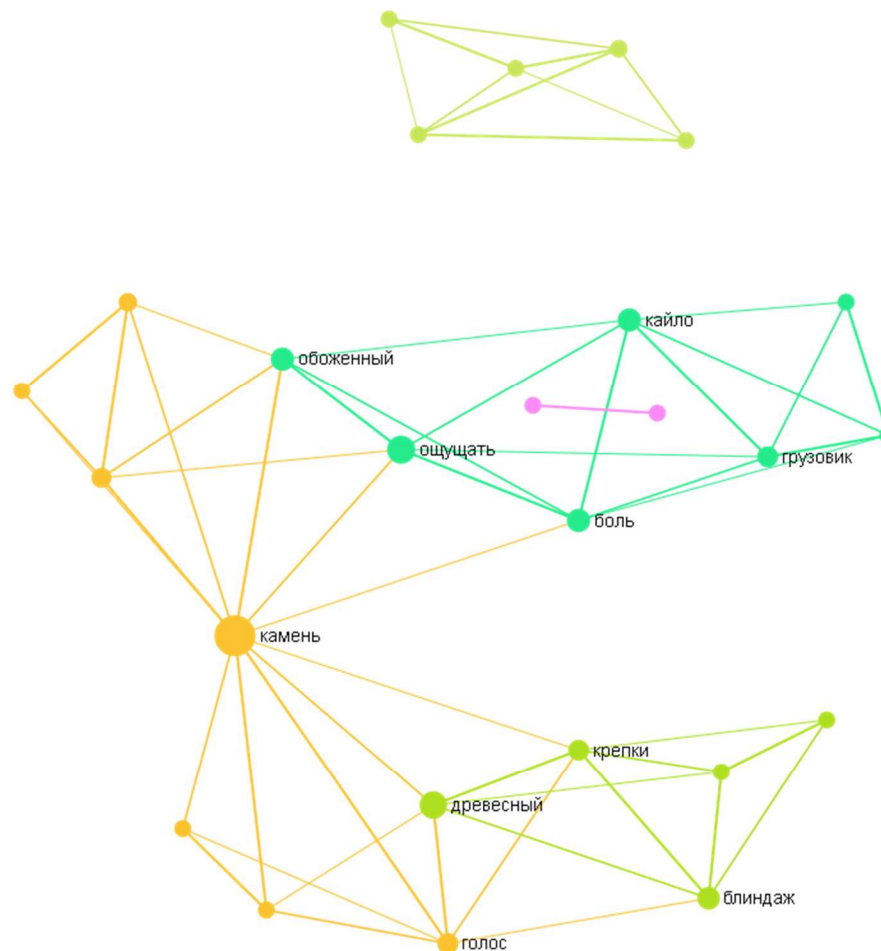 кайло
обоженный
ощущать
грузовик
боль
камень
крепки
древесный
блиндаж
голос